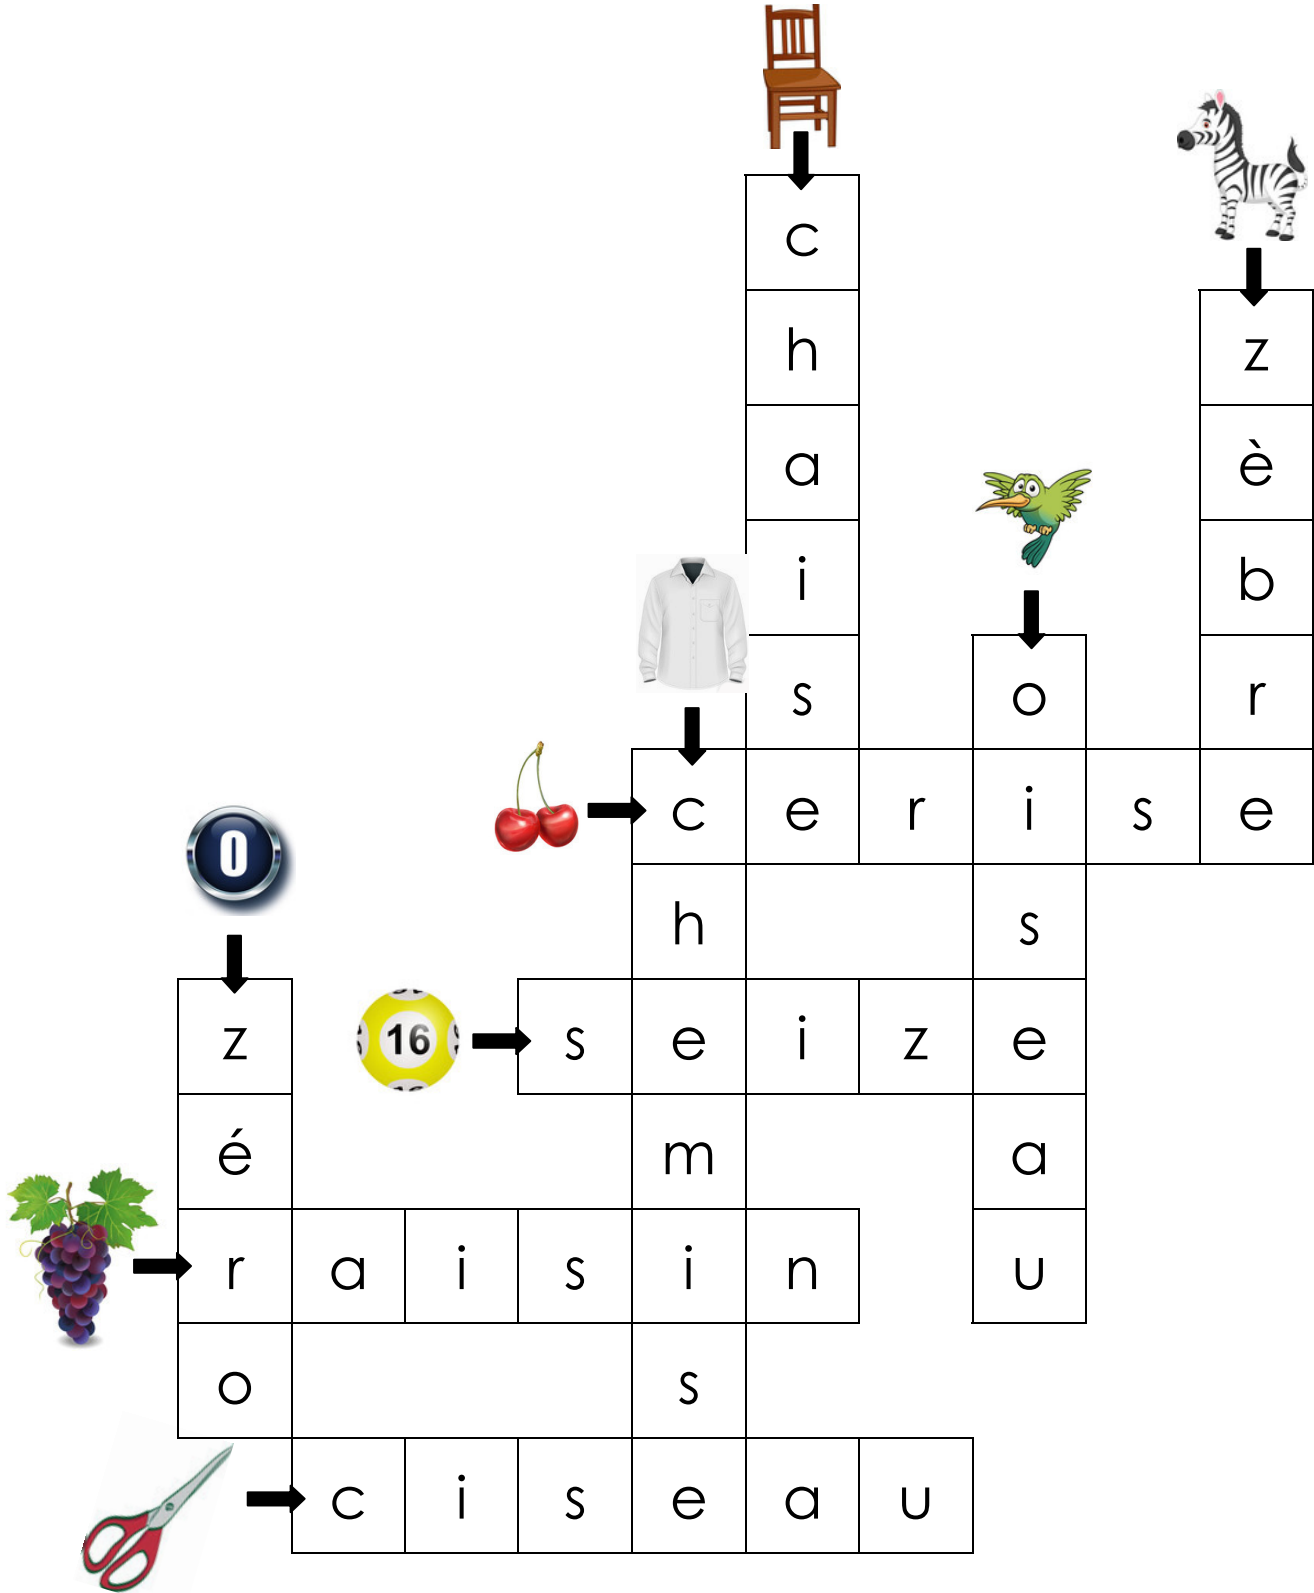 c
h z
a è
i b
s o r
c e r i s e
0
h s
z 16 s e i z e
é m a
r a i s i n u
o s
c i s e a u